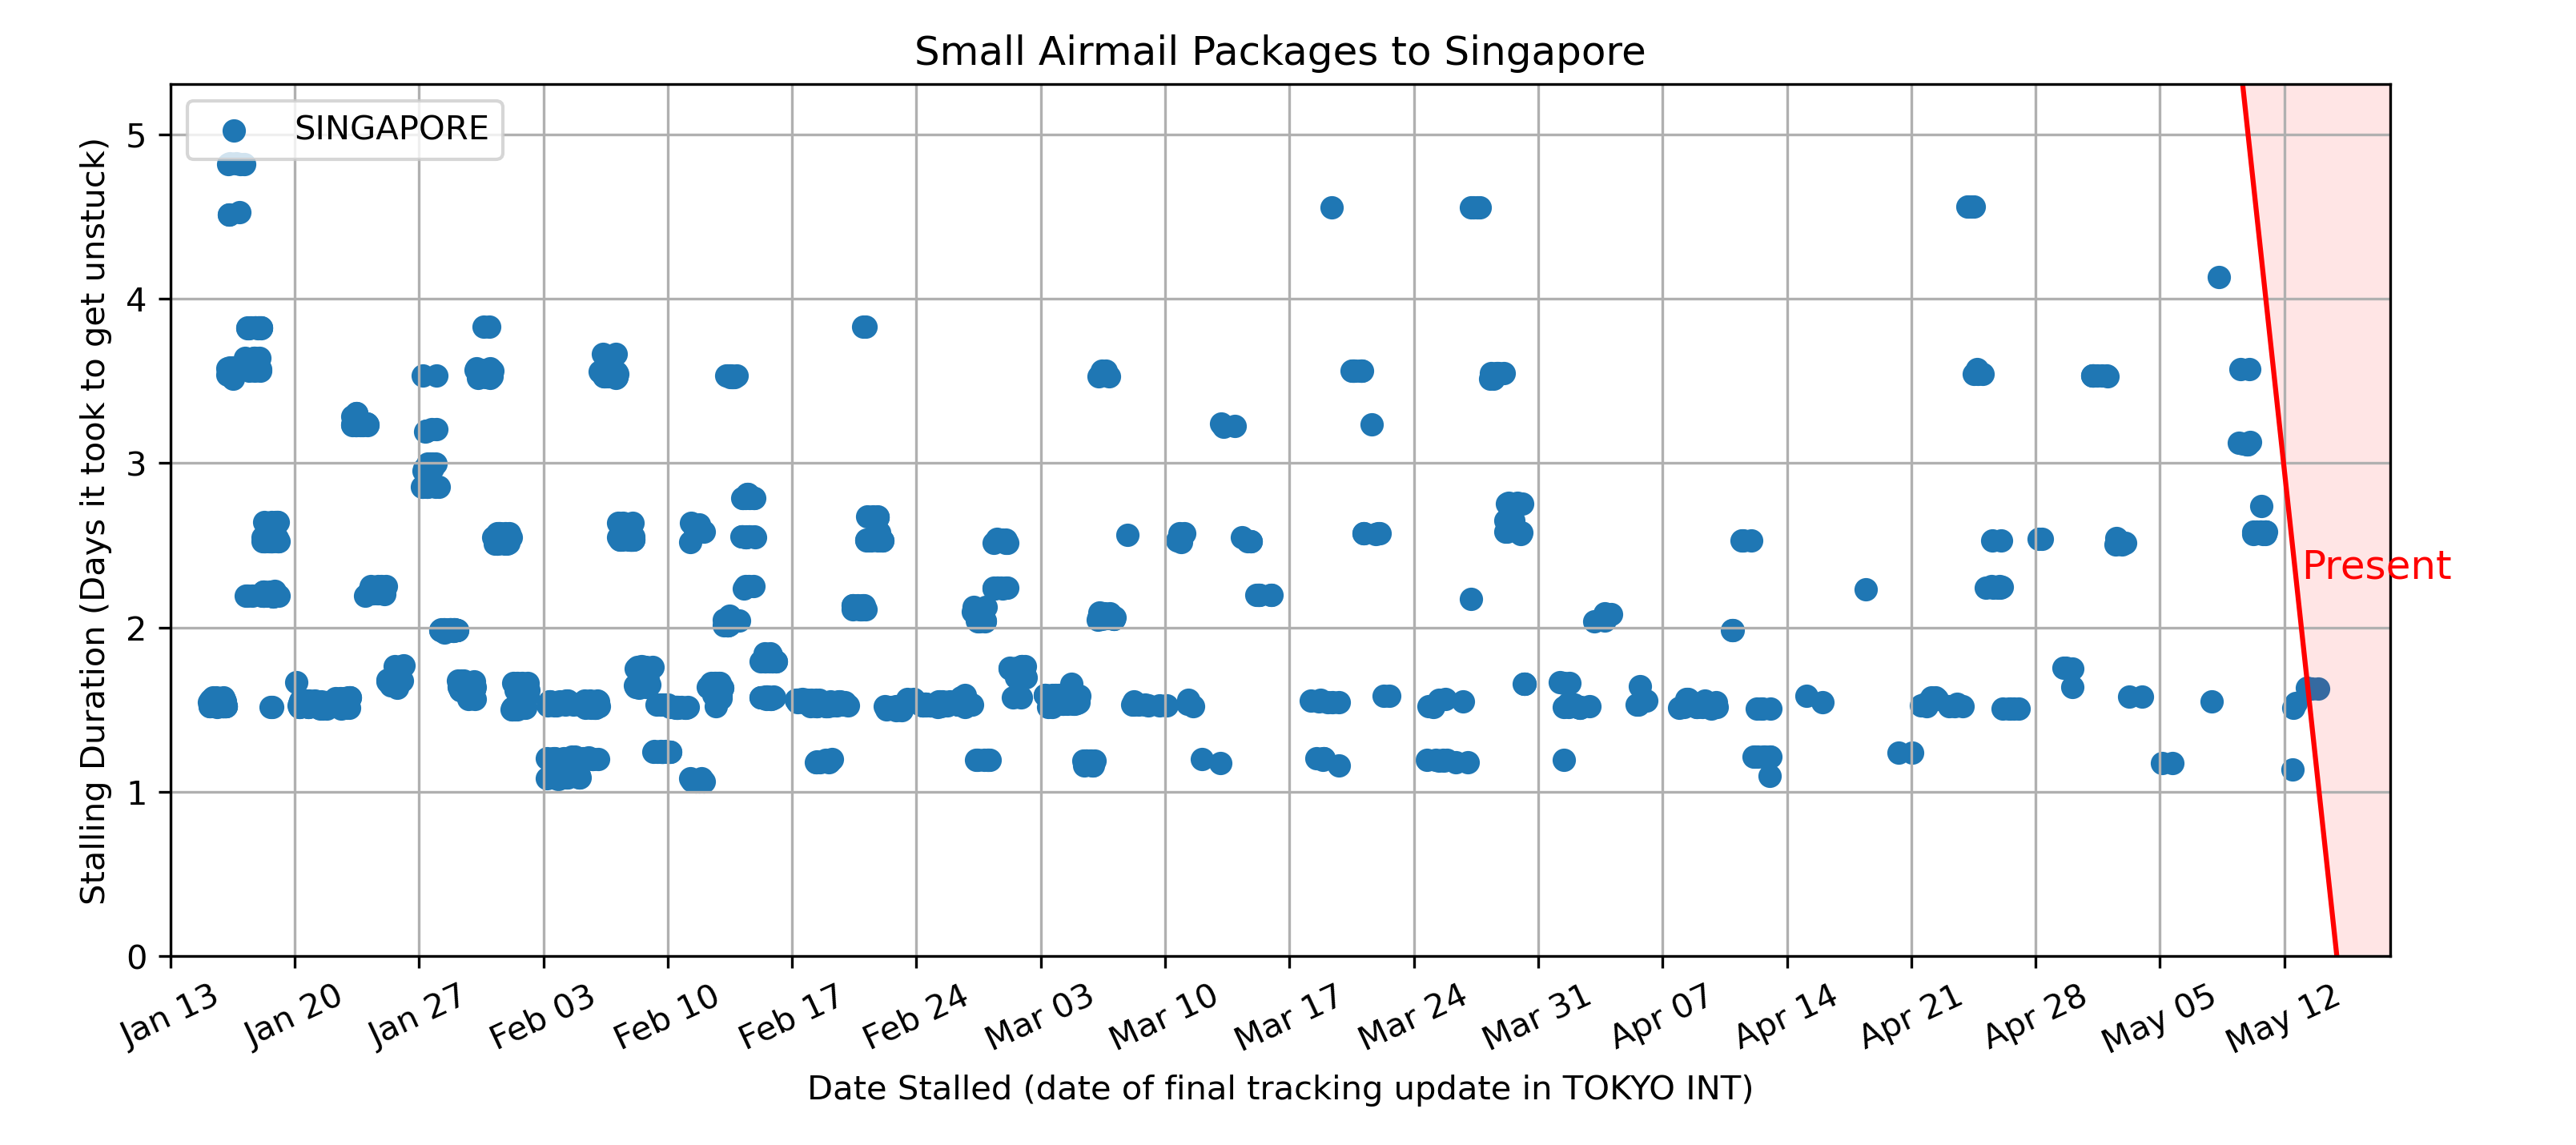 Small Airmail Packages to Singapore
SINGAPORE
Stalling Duration (Days it took to get unstuck)
5
4
3
2
1
0
Present
Jan 13
Jan 20
Jan 27
Feb 03
Feb 10
Feb 17
Feb 24
Mar 03
Mar 10
Mar 17
Mar 24
Mar 31
Apr 07
Apr 14
Apr 21
Apr 28
May 05
May 12
Date Stalled (date of final tracking update in TOKYO INT)